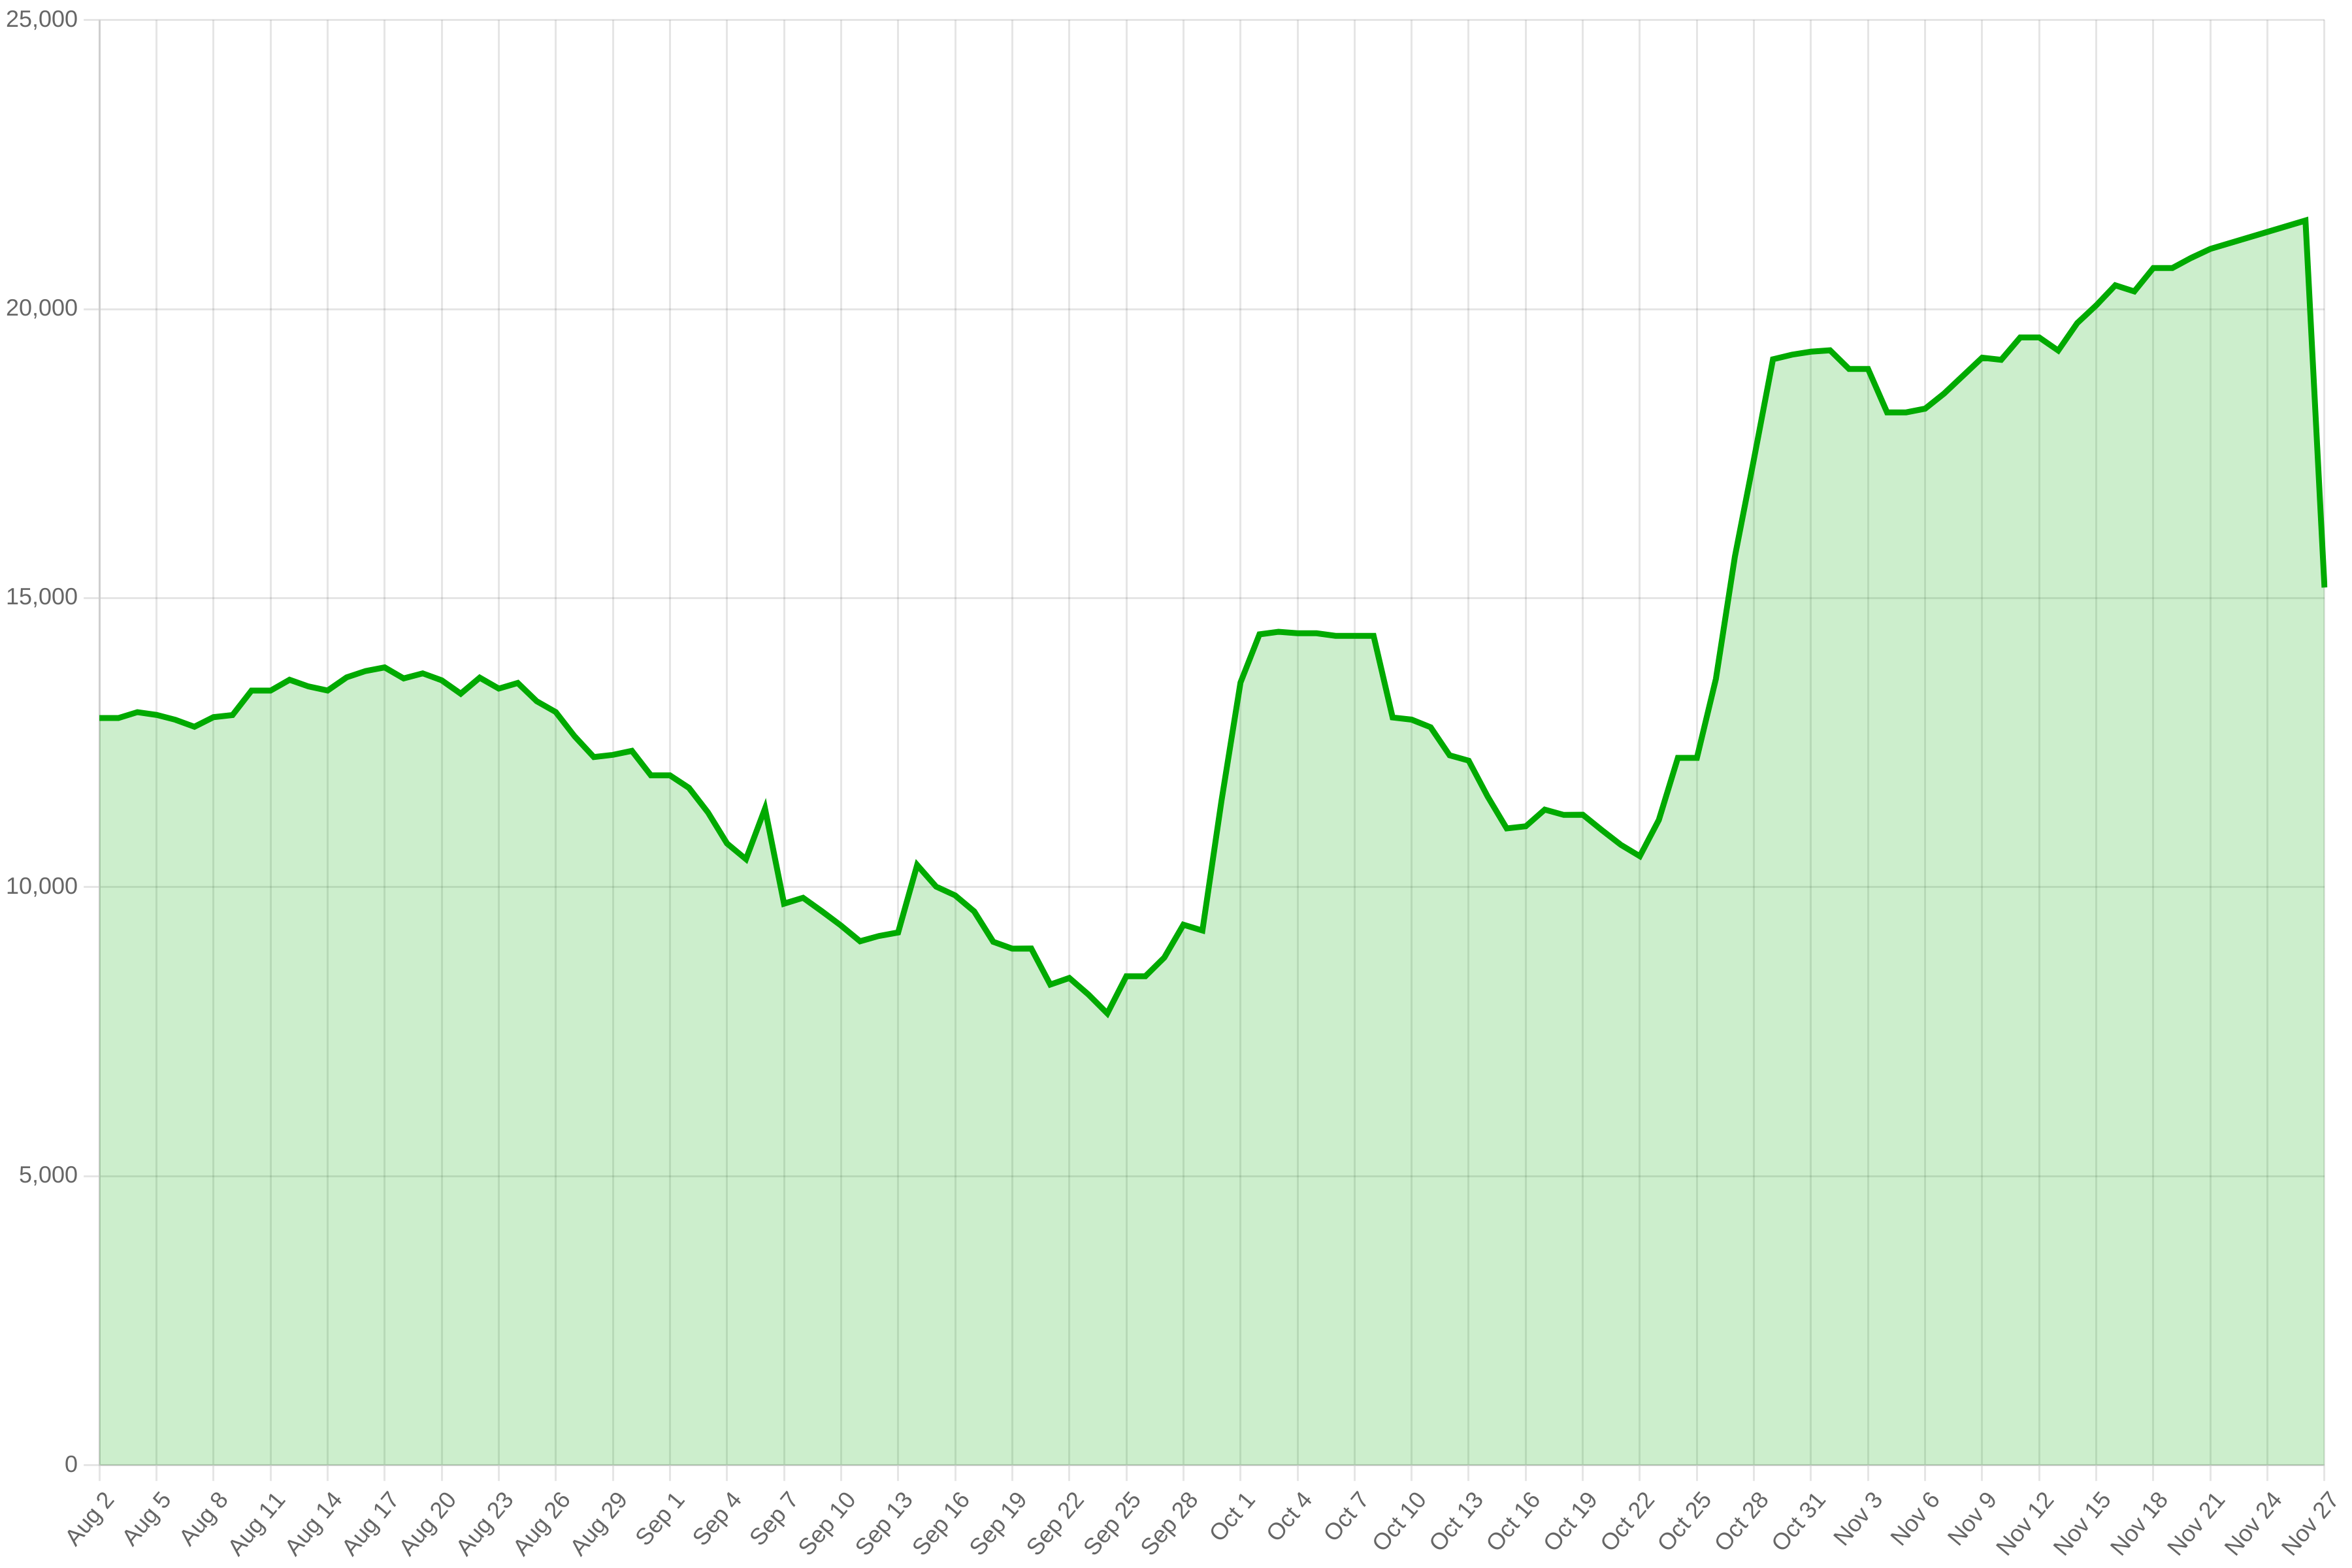 25,000
20,000
15,000
10,000
5,000
0
Aug 2
Aug 5
Aug 8
Aug 11
Aug 14
Aug 17
Aug 20
Aug 23
Aug 26
Aug 29
Sep 1
Sep 4
Sep 7
Sep 10
Sep 13
Sep 16
Sep 19
Sep 22
Sep 25
Sep 28
Oct 1
Oct 4
Oct 7
Oct 10
Oct 13
Oct 16
Oct 19
Oct 22
Oct 25
Oct 28
Oct 31
Nov 3
Nov 6
Nov 9
Nov 12
Nov 15
Nov 18
Nov 21
Nov 24
Nov 27